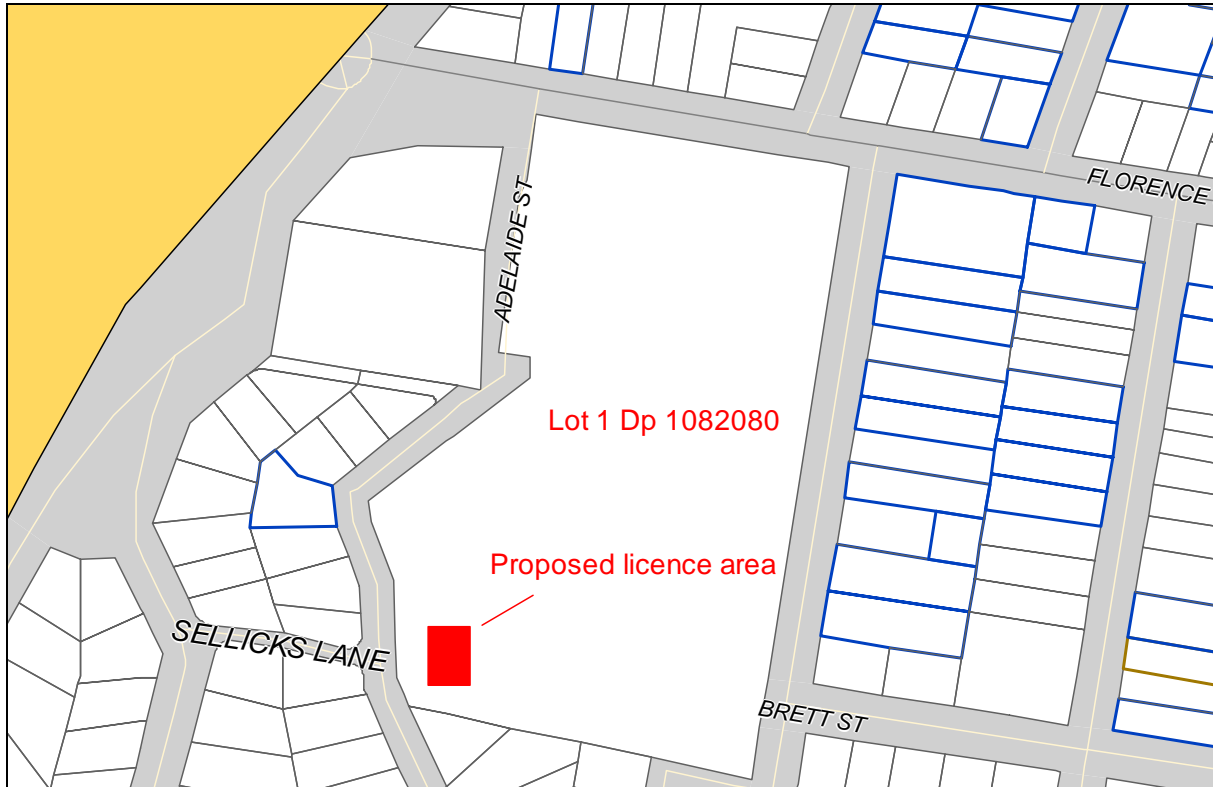 FLORENCE
ADELAIDE ST
Lot 1 Dp 1082080
Proposed licence area
SELLICKS LANE
BRETT ST